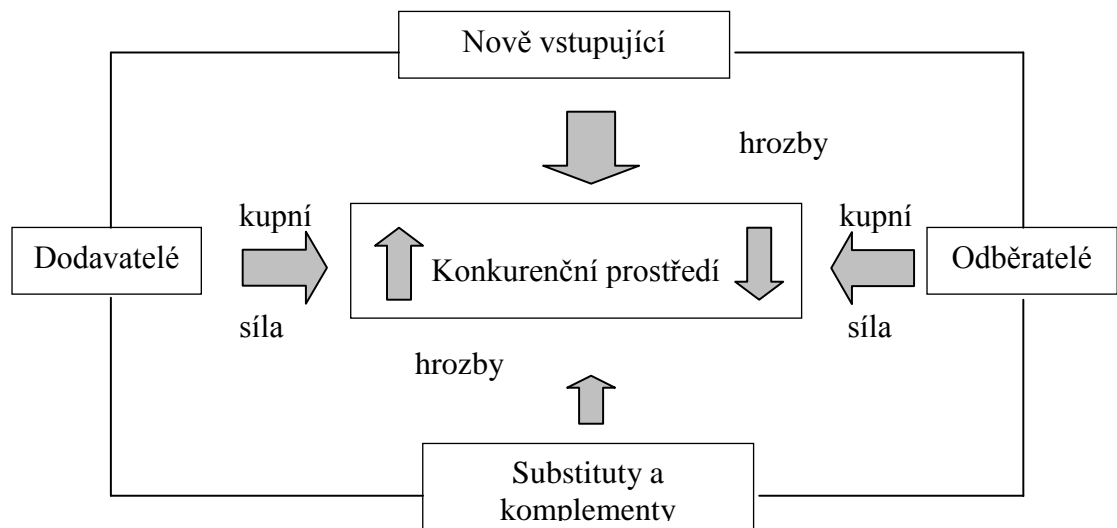 Nově vstupující
hrozby
kupní
kupní
Dodavatelé
Konkurenční prostředí
Odběratelé
síla
síla
hrozby
Substituty a
komplementy